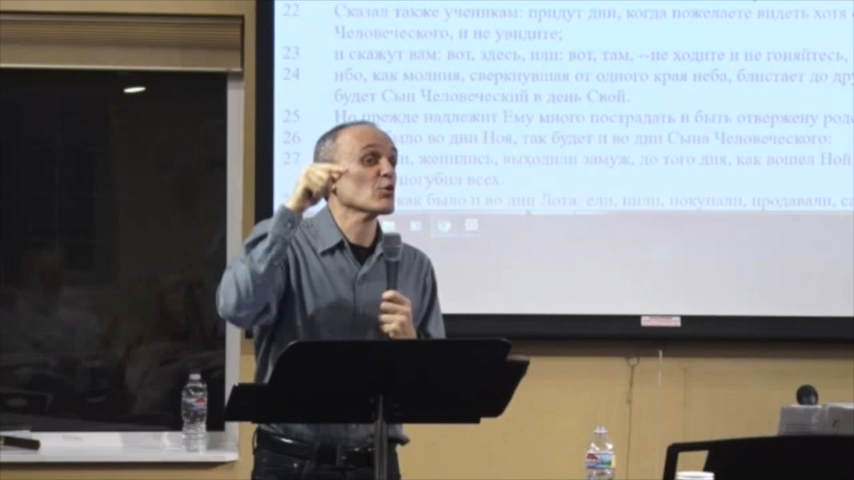 22 Сказал также ученикам: придут дни, когда пожелаете видеть хотя
Человеческого, и не увидите;
23 и скажут вам: вот, здесь, или: вот, там, --не ходите и не гоняйтесь,
24 ибо, как молния, сверкнувшая от одного края неба, блистает до дру
будет Сын Человеческий в день Свой.
25 Но прежде надлежит Ему много пострадать и быть отвержену роде
26 было во дни Ноя, так будет и во дни Сына Человеческого:
27 и, женились, выходили замуж, до того дня, как вошел Ной
погубил всех.
как было и во дни Лота: ели, пили, покупали, продавали, са